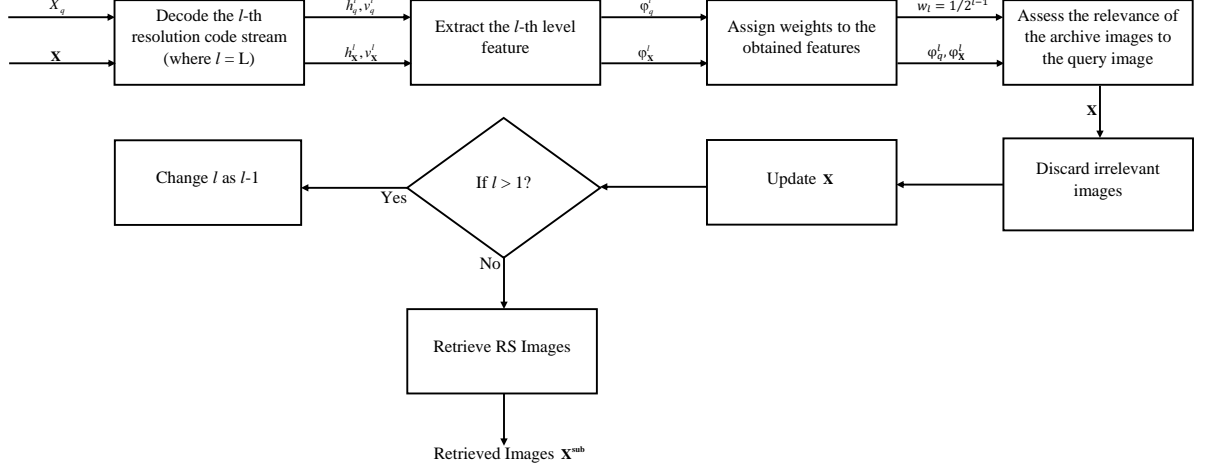 X_q
X
Decode the l-th
resolution code stream
(where l = L)
h_q^l, v_q^l
h_X^l, v_X^l
Extract the l-th level
feature
φ_q^l
φ_X^l
Assign weights to the
obtained features
w_l = 1/2^{l-1}
φ_q^l, φ_X^l
Assess the relevance of
the archive images to
the query image
X
Discard irrelevant
images
Update X
If l > 1?
Yes
Change l as l-1
No
Retrieve RS Images
Retrieved Images X^sub